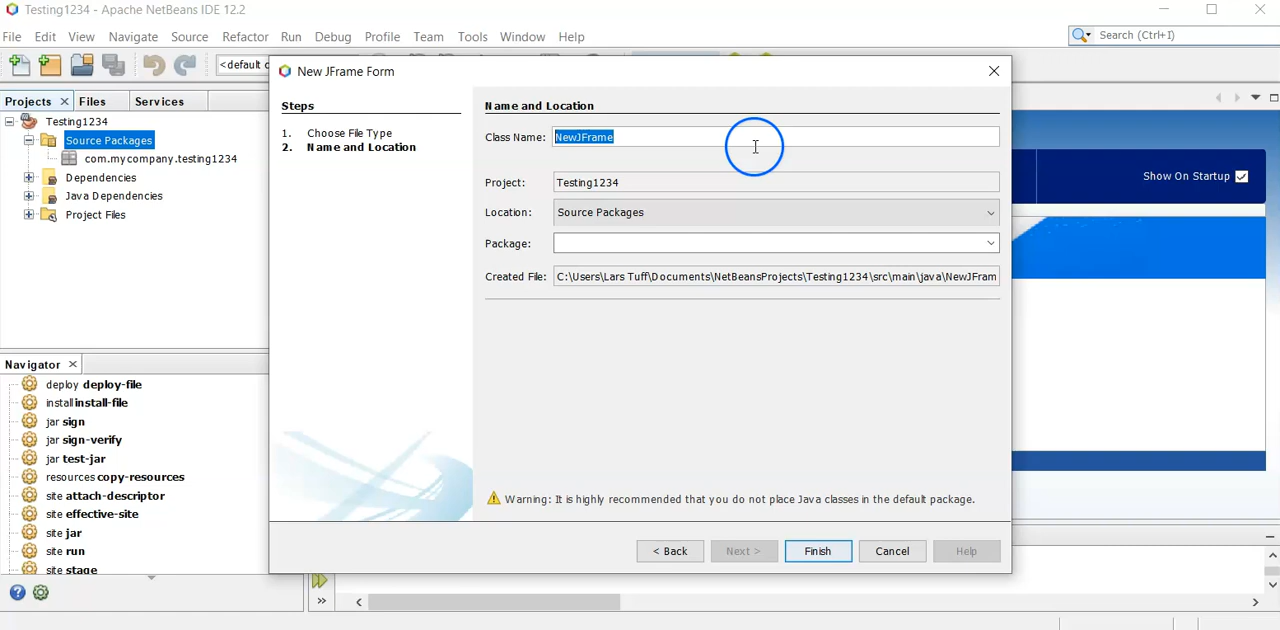 Testing1234 - Apache NetBeans IDE 12.2
File Edit View Navigate Source Refactor Run Debug Profile Team Tools Window Help
Search (Ctrl+I)
<default
Projects Files Services
Testing1234
Source Packages
com.mycompany.testing1234
Dependencies
Java Dependencies
Project Files
Navigator
deploy deploy-file
install install-file
jar sign
jar sign-verify
jar test-jar
resources copy-resources
site attach-descriptor
site effective-site
site jar
site run
site stage
New JFrame Form
Steps
1. Choose File Type
2. Name and Location
Name and Location
Class Name: NewJFrame
Project: Testing1234
Location: Source Packages
Package:
Created File: C:\Users\Lars Tuff\Documents\NetBeansProjects\Testing1234\src\main\java\NewJFram
Warning: It is highly recommended that you do not place Java classes in the default package.
< Back Next > Finish Cancel Help
Show On Startup